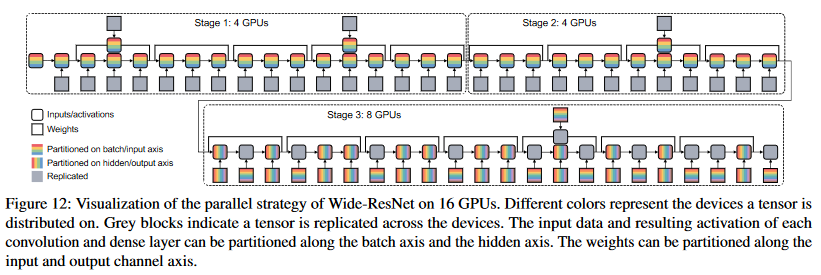 Stage 1: 4 GPUs
Stage 2: 4 GPUs
Stage 3: 8 GPUs
Inputs/activations
Weights
Partitioned on batch/input axis
Partitioned on hidden/output axis
Replicated
Figure 12: Visualization of the parallel strategy of Wide-ResNet on 16 GPUs. Different colors represent the devices a tensor is
distributed on. Grey blocks indicate a tensor is replicated across the devices. The input data and resulting activation of each
convolution and dense layer can be partitioned along the batch axis and the hidden axis. The weights can be partitioned along the
input and output channel axis.